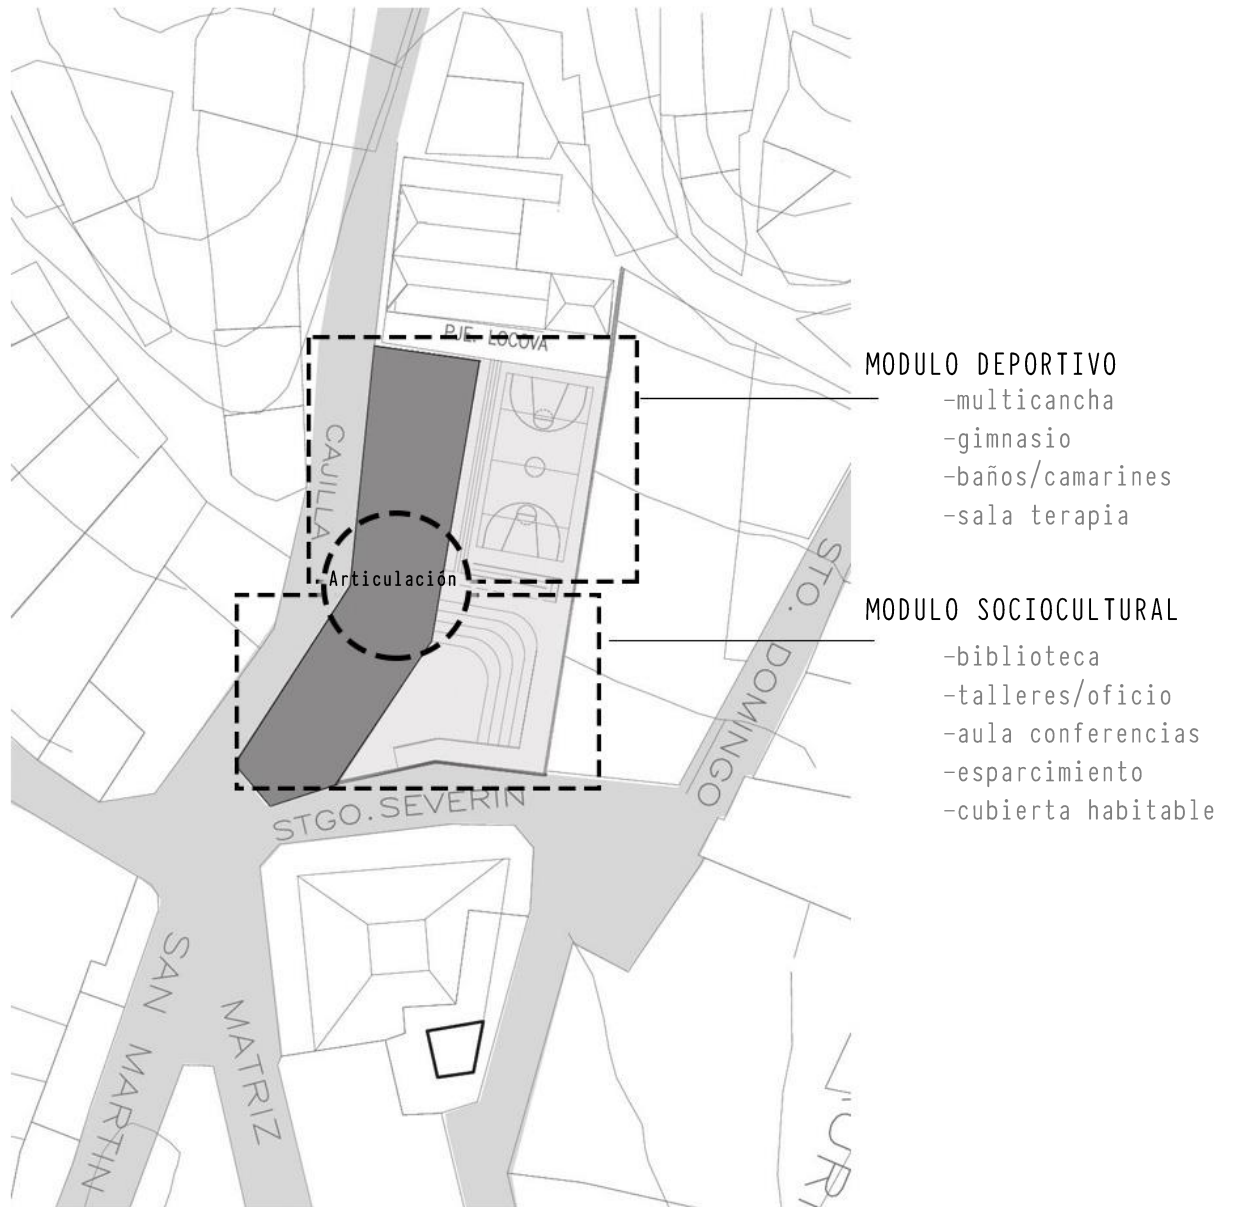 PJE. LOCOVA
MODULO DEPORTIVO
-multicancha
-gimnasio
-baños/camarines
-sala terapia
CAJILLA
Articulación
MODULO SOCIOCULTURAL
-biblioteca
-talleres/oficio
-aula conferencias
-esparcimiento
-cubierta habitable
STO. DOMINGO
STGO. SEVERIN
SAN MARTIN
MATRIZ